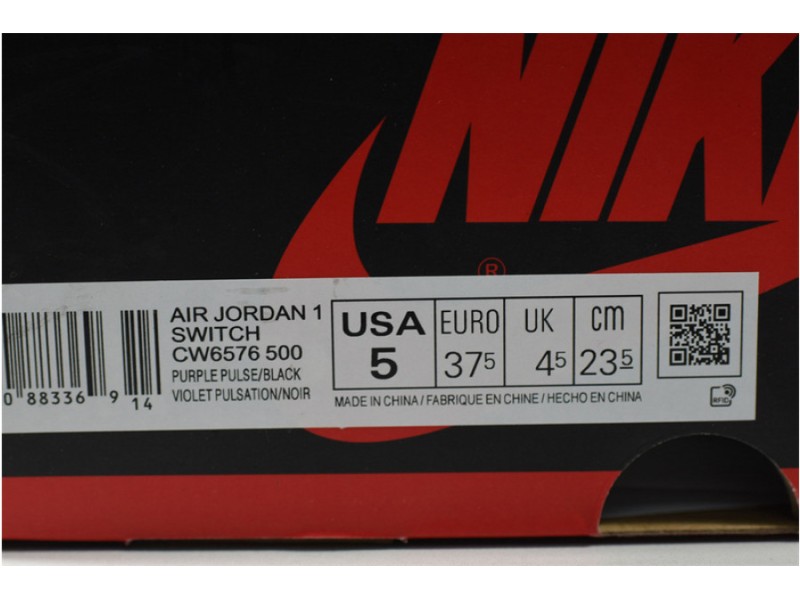 NIK
®
AIR JORDAN 1
SWITCH
CW6576 500
PURPLE PULSE/BLACK
VIOLET PULSATION/NOIR
0 88336 9 14
USA EURO UK cm
5 37⁵ 4⁵ 23⁵
MADE IN CHINA / FABRIQUE EN CHINE / HECHO EN CHINA
RFID